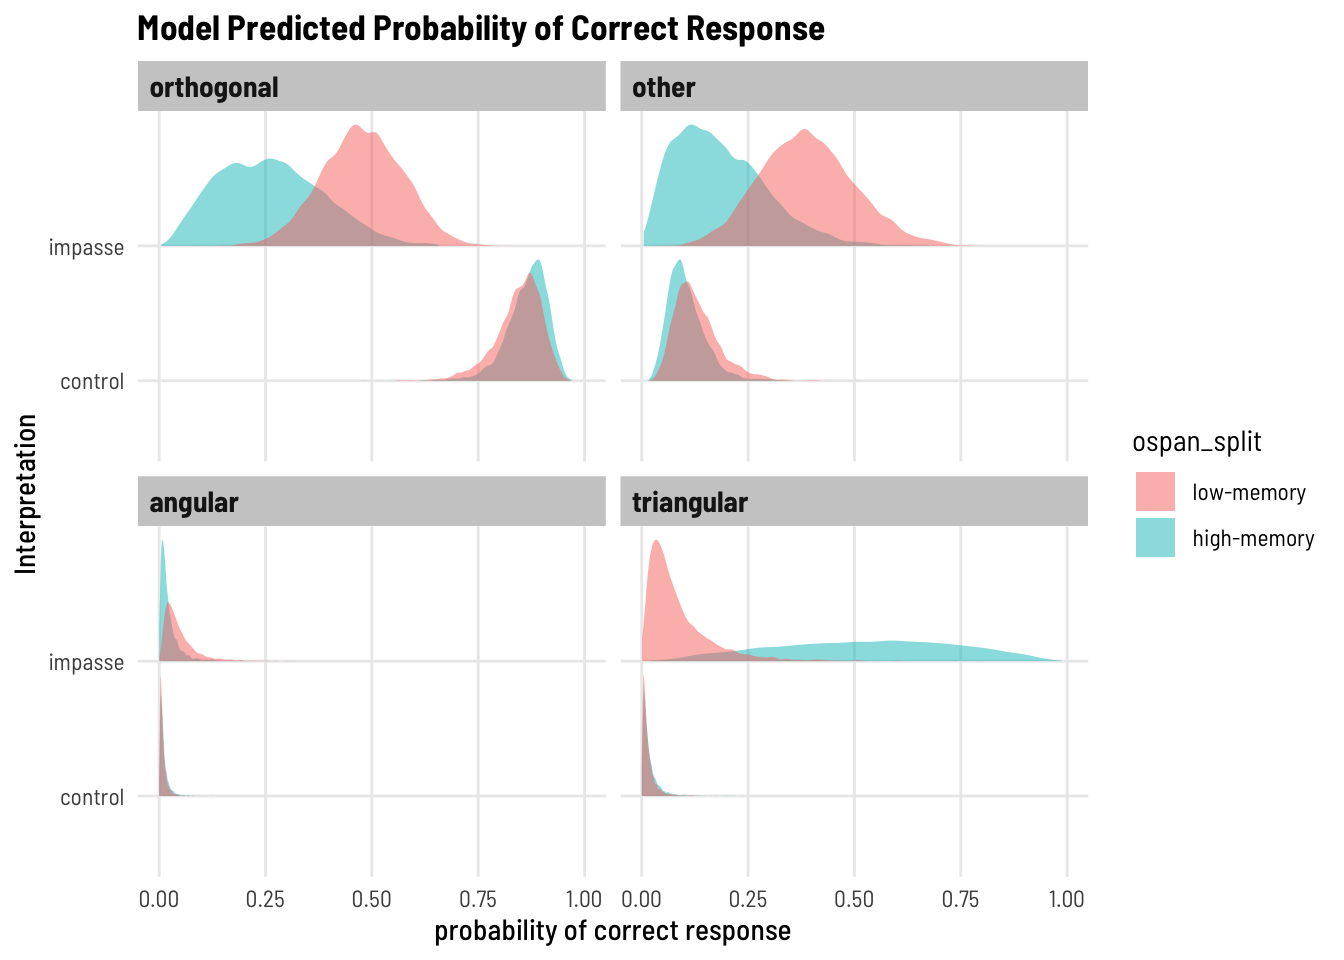 Model Predicted Probability of Correct Response
orthogonal
other
impasse
control
angular
triangular
impasse
control
0.00 0.25 0.50 0.75 1.00
0.00 0.25 0.50 0.75 1.00
probability of correct response
Interpretation
ospan_split
low-memory
high-memory